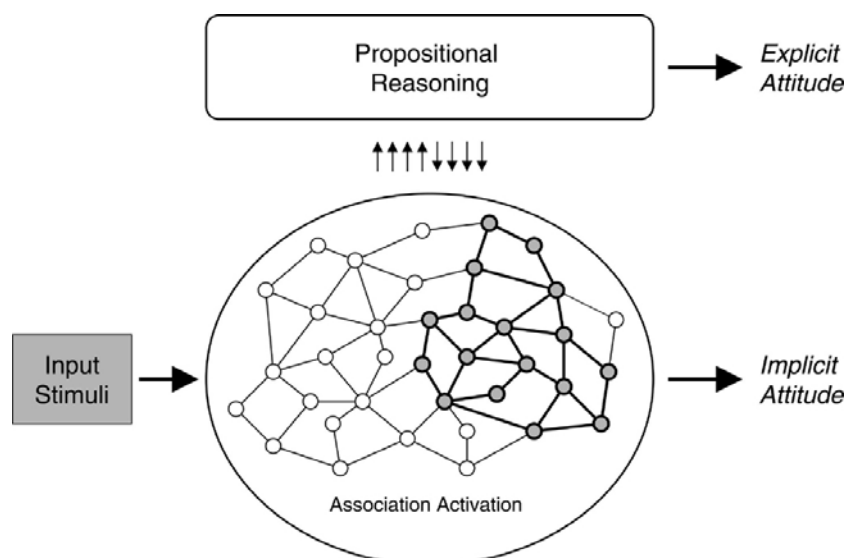 Propositional
Reasoning
Explicit
Attitude
Input
Stimuli
Implicit
Attitude
Association Activation